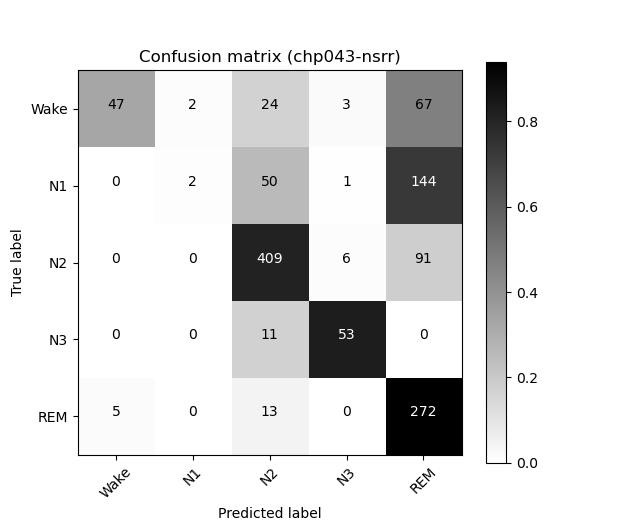 Confusion matrix (chp043-nsrr)
True label
Wake 47 2 24 3 67
N1 0 2 50 1 144
N2 0 0 409 6 91
N3 0 0 11 53 0
REM 5 0 13 0 272
Wake N1 N2 N3 REM
Predicted label
0.8
0.6
0.4
0.2
0.0